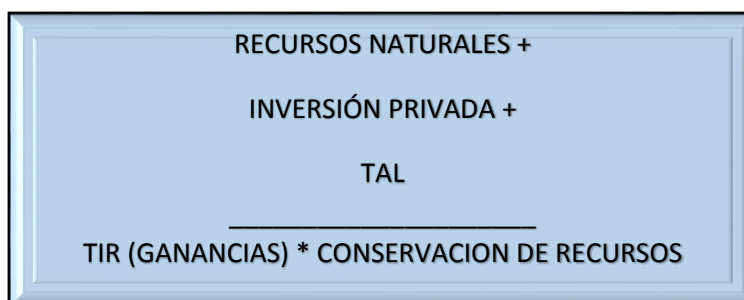 RECURSOS NATURALES +
INVERSIÓN PRIVADA +
TAL
______________________
TIR (GANANCIAS) * CONSERVACION DE RECURSOS